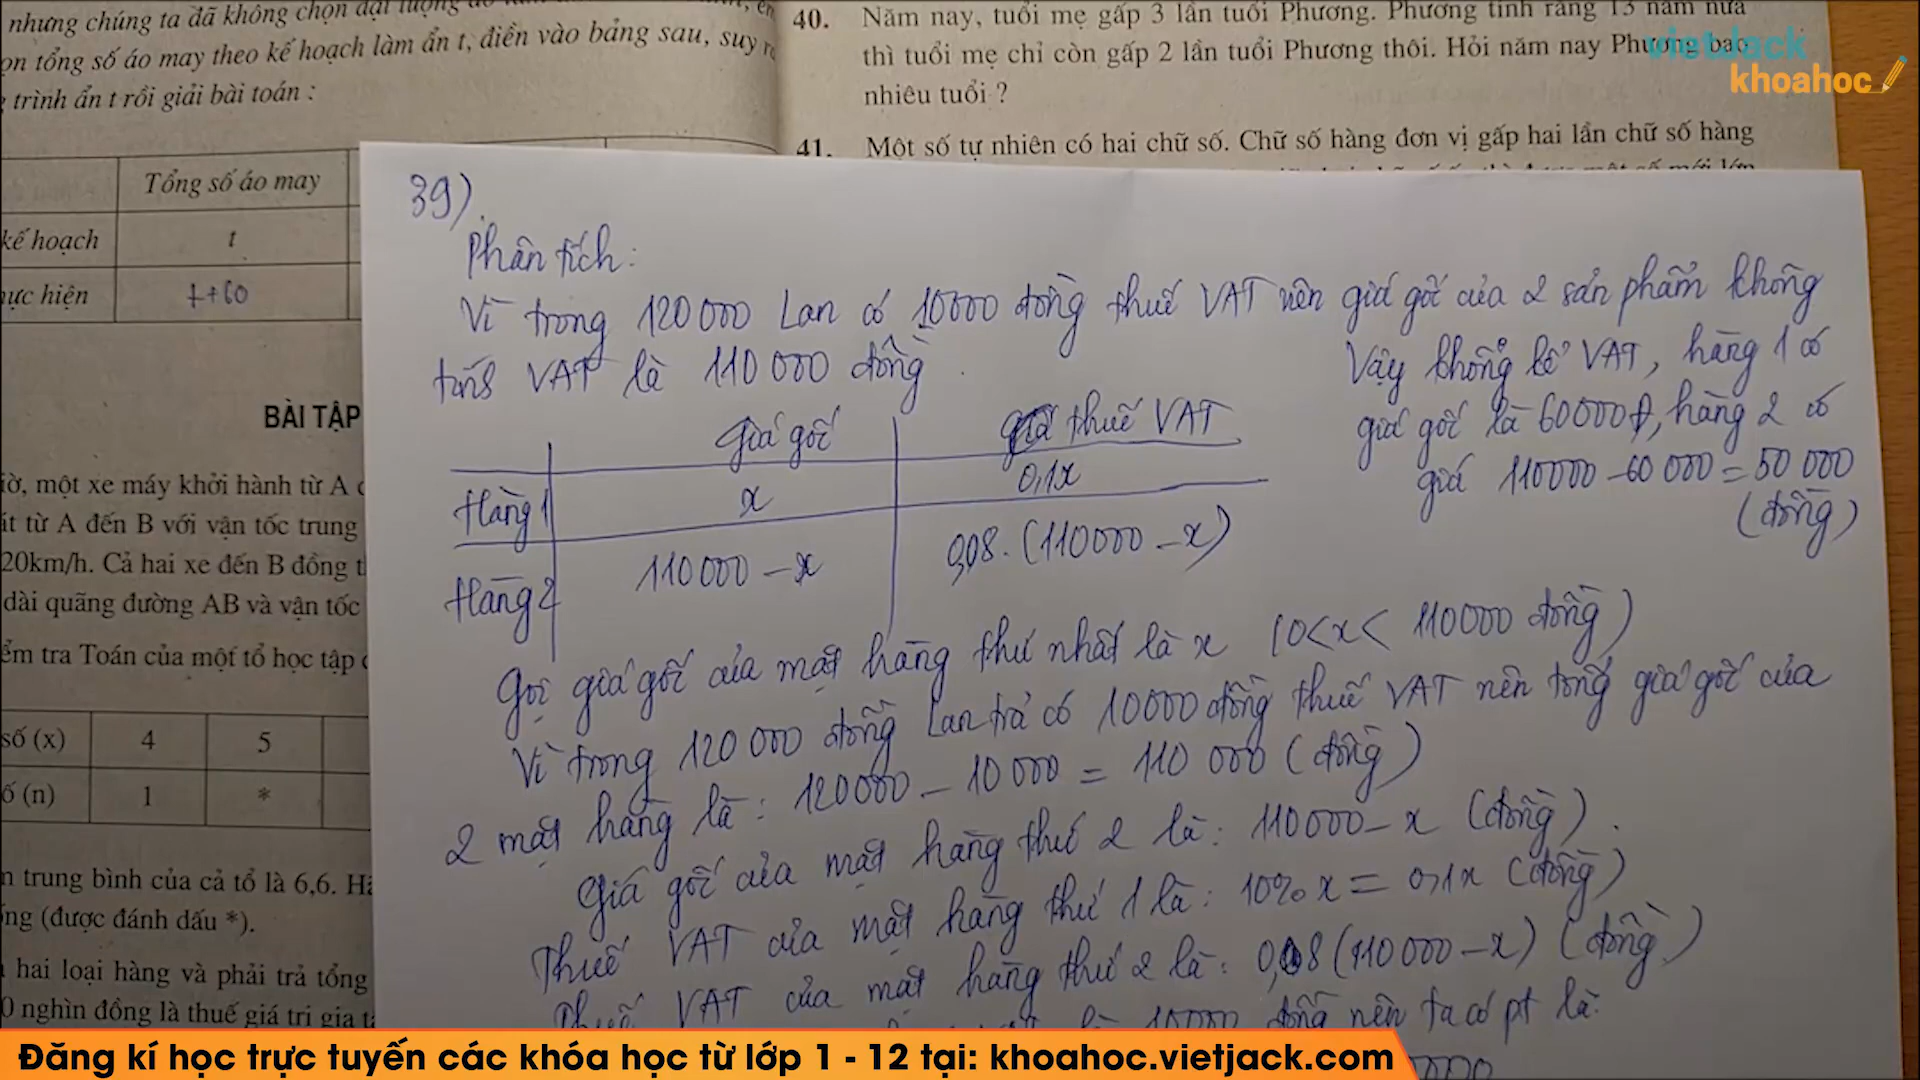 nhưng chúng ta đã không chọn đại lượng
ọn tổng số áo may theo kế hoạch làm ẩn t, điền vào bảng sau, suy r
trình ẩn t rồi giải bài toán :
Tổng số áo may
kế hoạch
t
ực hiện
t+60
BÀI TẬP
iờ, một xe máy khởi hành từ A
át từ A đến B với vận tốc trung
20km/h. Cả hai xe đến B đồng t
dài quãng đường AB và vận tốc
ểm tra Toán của một tổ học tập
số (x) 4 5
ố (n) 1 *
trung bình của cả tổ là 6,6. H
ng (được đánh dấu *).
hai loại hàng và phải trả tổng
0 nghìn đồng là thuế giá trị gia t
40. Năm nay, tuổi mẹ gấp 3 lần tuổi Phương. Phương tính rằng 13 năm nữa
thì tuổi mẹ chỉ còn gấp 2 lần tuổi Phương thôi. Hỏi năm nay Phương bao
nhiêu tuổi ?
41. Một số tự nhiên có hai chữ số. Chữ số hàng đơn vị gấp hai lần chữ số hàng
vietjack
khoahoc
39).
Phân tích:
Vì trong 120000 Lan có 10000 đồng thuế VAT nên giá gốc của 2 sản phẩm không
tính VAT là 110 000 đồng.
Giá gốc
thuế VAT
Hàng 1
x
0,1x
Hàng 2
110000 - x
0,08.(110000 - x)
Vậy không kể VAT, hàng 1 có
giá gốc là 60000đ, hàng 2 có
giá 110000 - 60 000 = 50 000
(đồng)
Gọi giá gốc của mặt hàng thứ nhất là x (0<x< 110000 đồng)
Vì trong 120 000 đồng Lan trả có 10000 đồng thuế VAT nên tổng giá gốc của
2 mặt hàng là: 120000 - 10 000 = 110 000 (đồng)
Giá gốc của mặt hàng thứ 2 là: 110000 - x (đồng).
Thuế VAT của mặt hàng thứ 1 là: 10% x = 0,1x (đồng)
Thuế VAT của mặt hàng thứ 2 là: 0,08(110000 - x) (đồng)
là 10000 đồng nên ta có pt là:
Đăng kí học trực tuyến các khóa học từ lớp 1 - 12 tại: khoahoc.vietjack.com